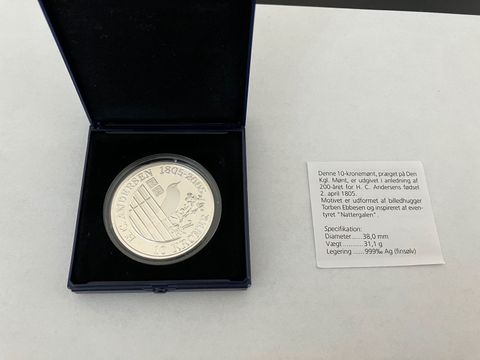 H.C. ANDERSEN 1805-2005
10 KRONER
Denne 10-kronemønt, præget på Den
Kgl. Mønt, er udgivet i anledning af
200-året for H. C. Andersens fødsel
2. april 1805.
Motivet er udformet af billedhugger
Torben Ebbesen og inspireret af even-
tyret "Nattergalen".
Specifikation:
Diameter.....38,0 mm
Vægt ..........31,1 g
Legering .....999‰ Ag (finsølv)